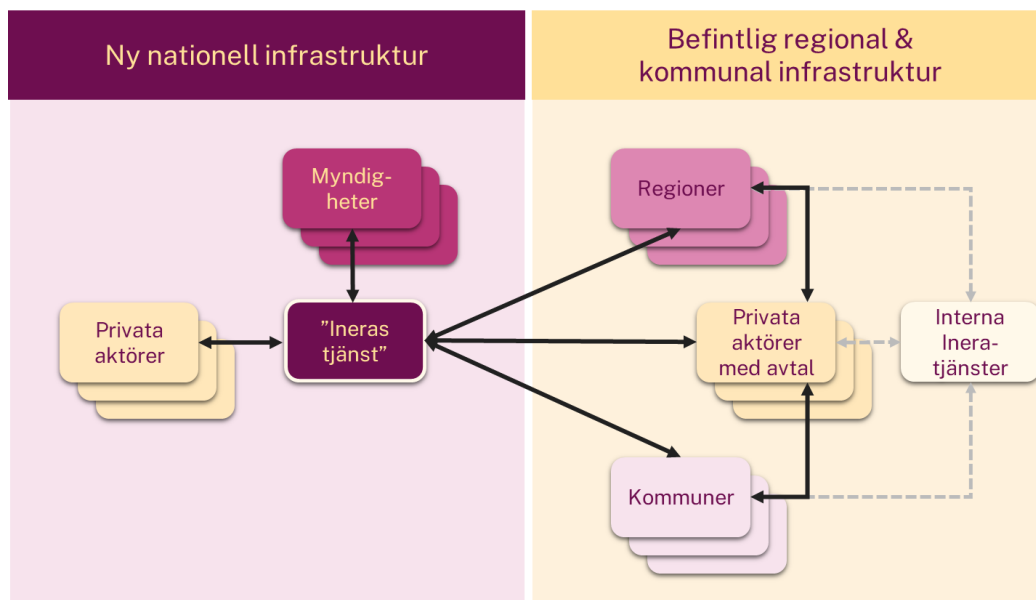 Ny nationell infrastruktur
Befintlig regional &
kommunal infrastruktur
Myndig-
heter
Regioner
Privata
aktörer
”Ineras
tjänst”
Privata
aktörer
med avtal
Interna
Inera-
tjänster
Kommuner